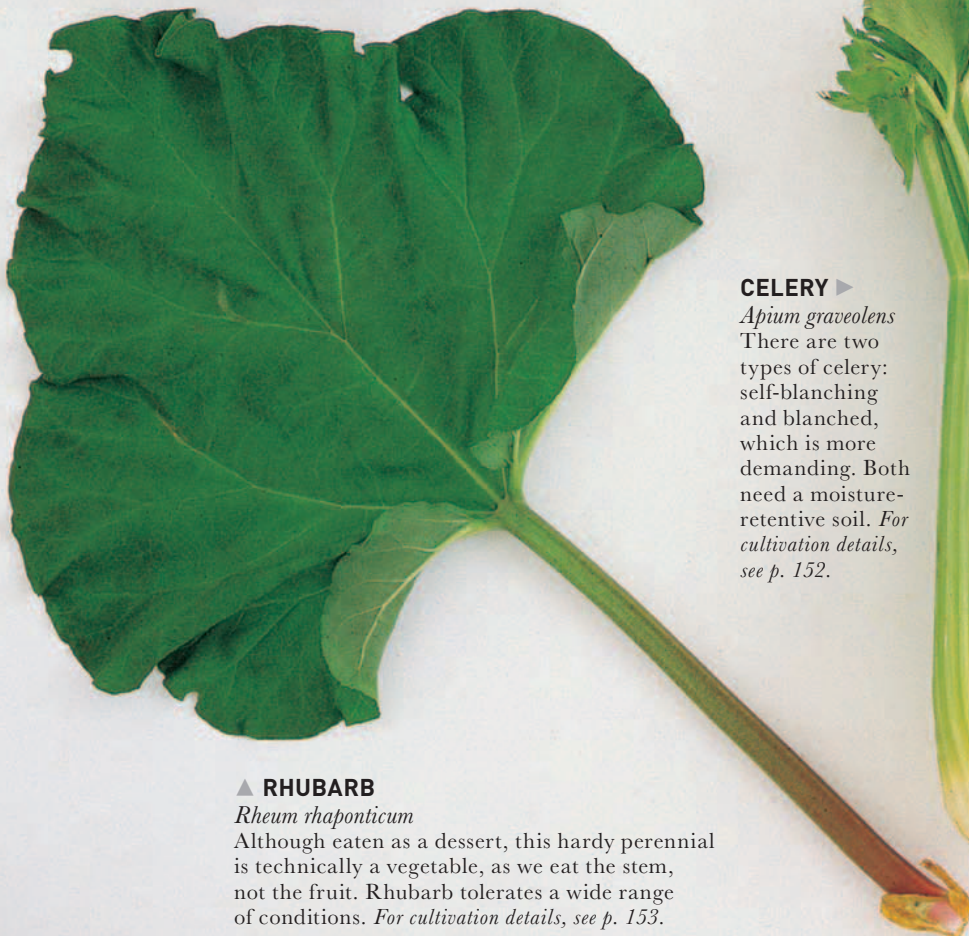 CELERY ►
Apium graveolens
There are two
types of celery:
self-blanching
and blanched,
which is more
demanding. Both
need a moisture-
retentive soil. For
cultivation details,
see p. 152.
▲ RHUBARB
Rheum rhaponticum
Although eaten as a dessert, this hardy perennial
is technically a vegetable, as we eat the stem,
not the fruit. Rhubarb tolerates a wide range
of conditions. For cultivation details, see p. 153.